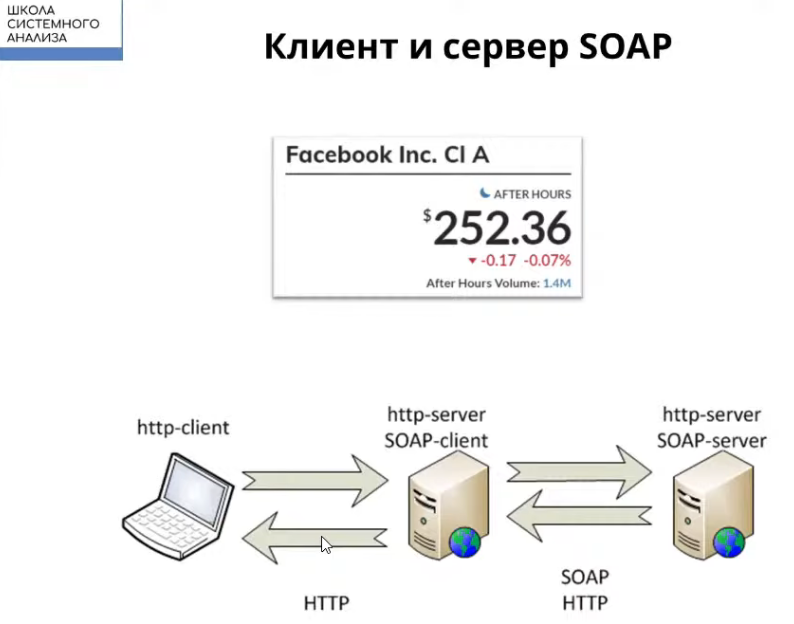 ШКОЛА
СИСТЕМНОГО
АНАЛИЗА
Клиент и сервер SOAP
Facebook Inc. Cl A
AFTER HOURS
$252.36
-0.17 -0.07%
After Hours Volume: 1.4M
http-client
http-server
SOAP-client
http-server
SOAP-server
HTTP
SOAP
HTTP